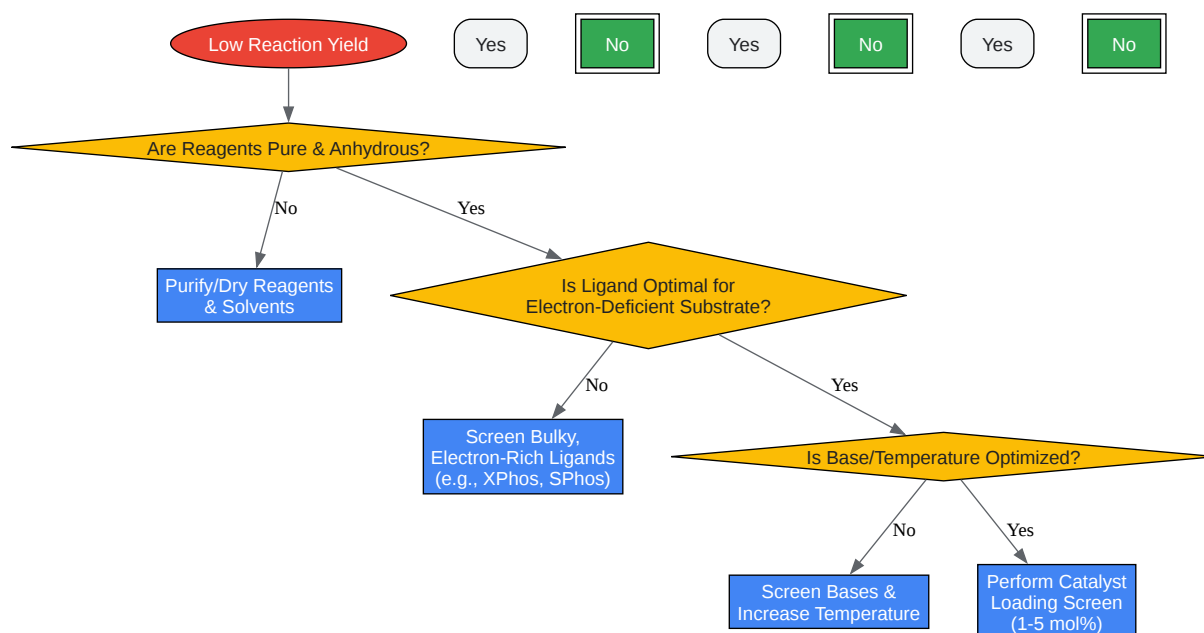 Low Reaction Yield
Yes
No
Yes
No
Yes
No
Are Reagents Pure & Anhydrous?
No
Yes
Purify/Dry Reagents
& Solvents
Is Ligand Optimal for
Electron-Deficient Substrate?
No
Yes
Screen Bulky,
Electron-Rich Ligands
(e.g., XPhos, SPhos)
Is Base/Temperature Optimized?
No
Yes
Screen Bases &
Increase Temperature
Perform Catalyst
Loading Screen
(1-5 mol%)